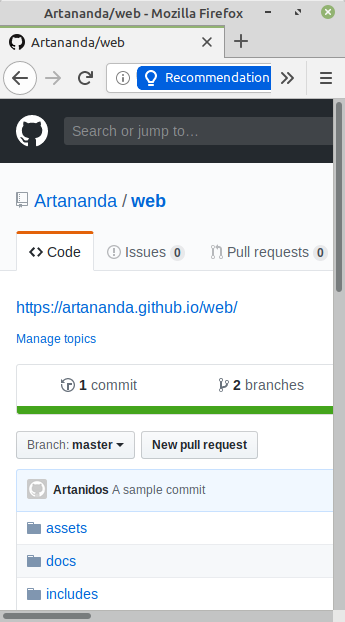 Artananda/web - Mozilla Firefox
Artananda/web
Recommendation
Search or jump to…
Artananda / web
Code Issues 0 Pull requests 0
https://artananda.github.io/web/
Manage topics
1 commit 2 branches
Branch: master New pull request
Artanidos A sample commit
assets
docs
includes